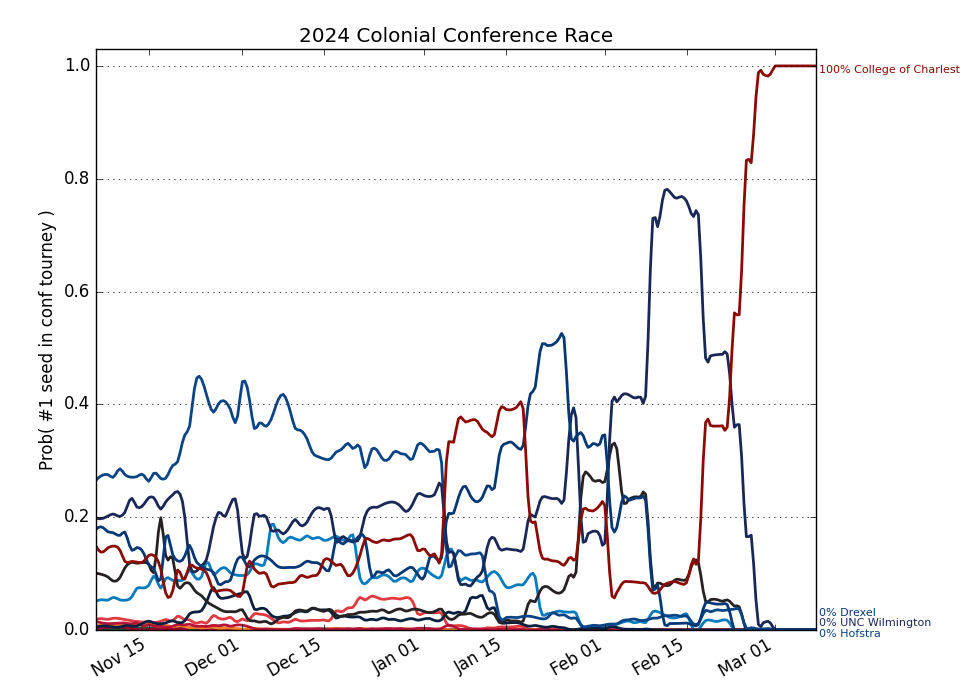 2024 Colonial Conference Race
Prob( #1 seed in conf tourney )
1.0
0.8
0.6
0.4
0.2
0.0
100% College of Charlest
0% Drexel
0% UNC Wilmington
0% Hofstra
Nov 15
Dec 01
Dec 15
Jan 01
Jan 15
Feb 01
Feb 15
Mar 01